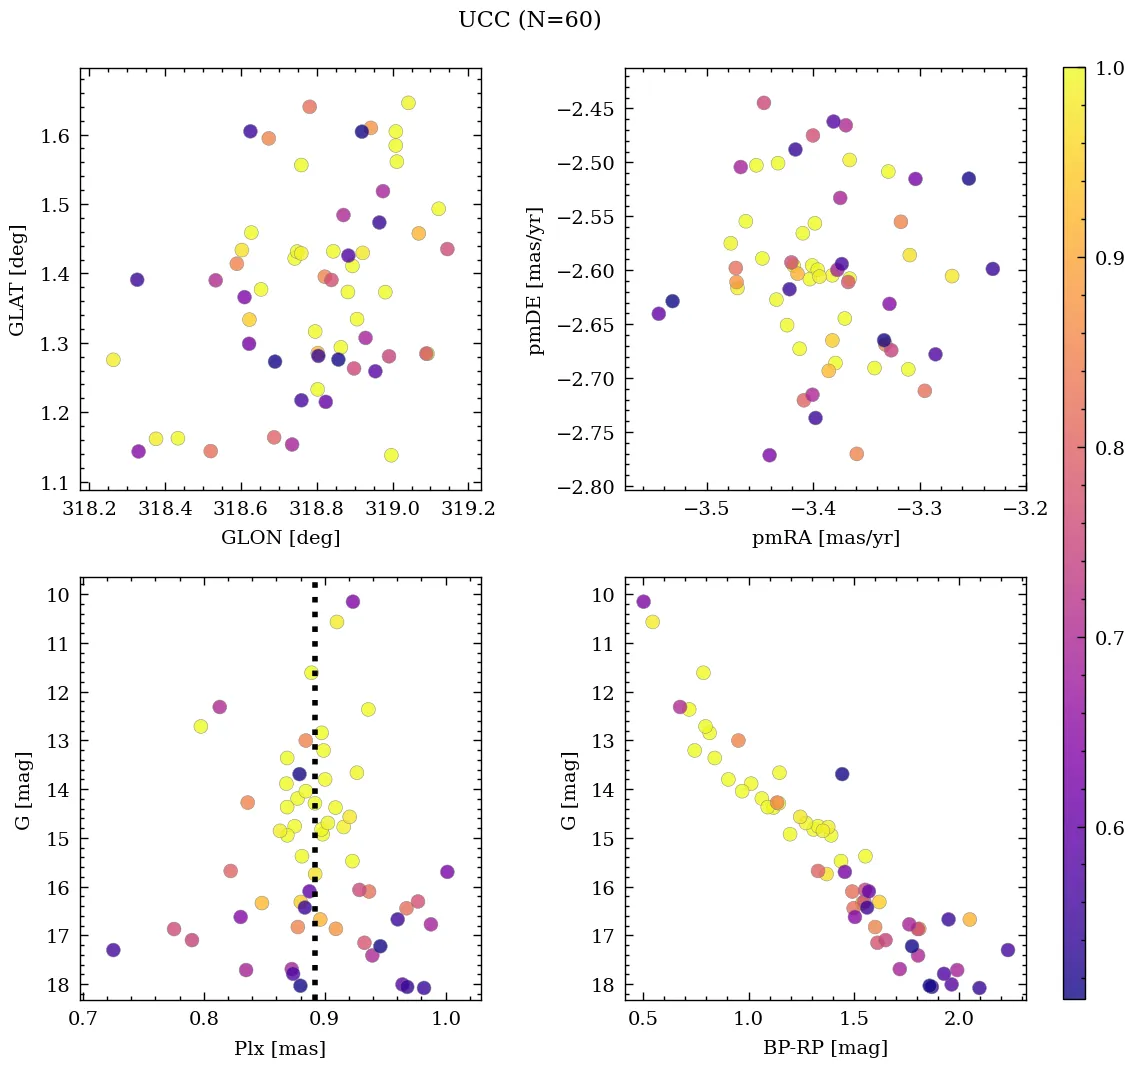 UCC (N=60)
1.6
1.5
1.4
1.3
1.2
1.1
GLAT [deg]
318.2 318.4 318.6 318.8 319.0 319.2
GLON [deg]
−2.45
−2.50
−2.55
−2.60
−2.65
−2.70
−2.75
−2.80
pmDE [mas/yr]
−3.5 −3.4 −3.3 −3.2
pmRA [mas/yr]
10
11
12
13
14
15
16
17
18
G [mag]
0.7 0.8 0.9 1.0
Plx [mas]
10
11
12
13
14
15
16
17
18
G [mag]
0.5 1.0 1.5 2.0
BP-RP [mag]
1.0
0.9
0.8
0.7
0.6